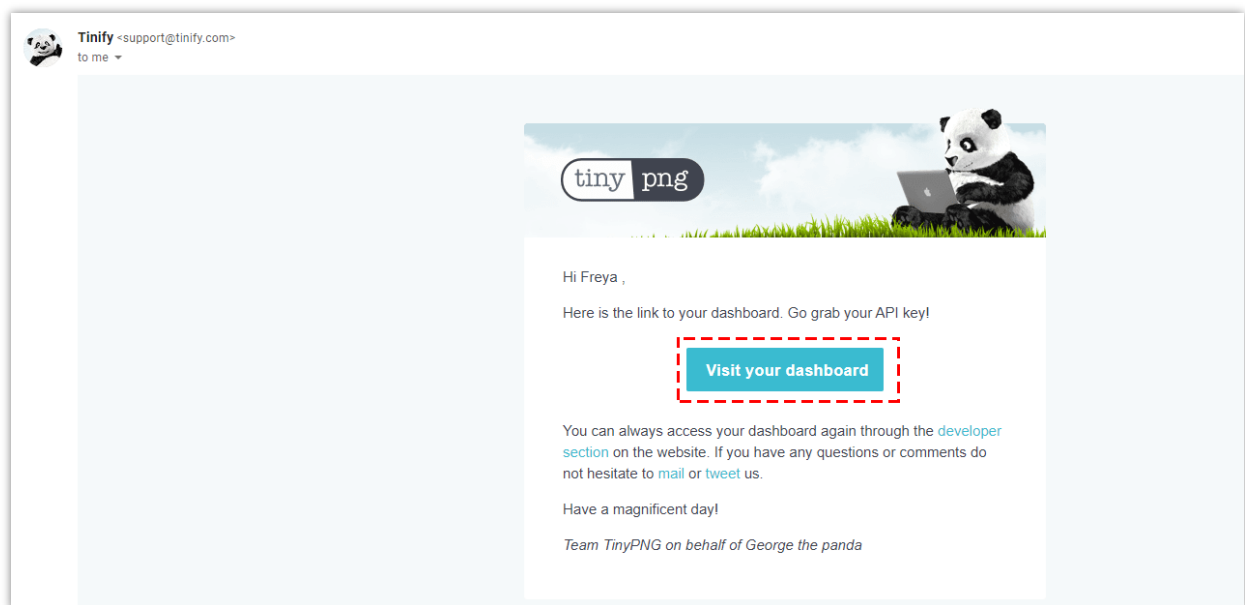 Tinify <support@tinify.com>
to me
tiny png
Hi Freya ,
Here is the link to your dashboard. Go grab your API key!
Visit your dashboard
You can always access your dashboard again through the developer
section on the website. If you have any questions or comments do
not hesitate to mail or tweet us.
Have a magnificent day!
Team TinyPNG on behalf of George the panda